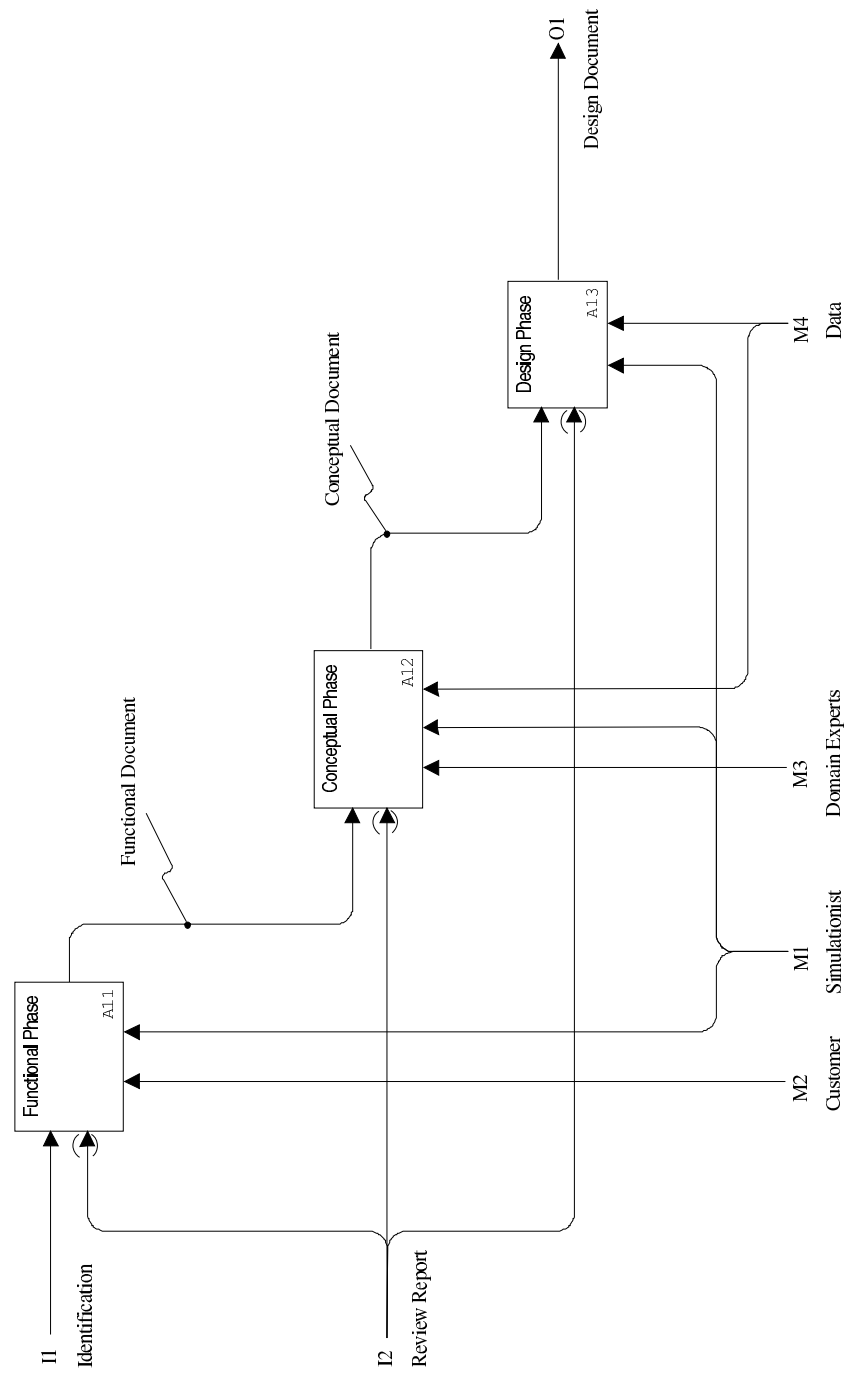 I1
Identification
I2
Review Report
Functional Phase
A11
Functional Document
Conceptual Phase
A12
Conceptual Document
Design Phase
A13
O1
Design Document
M2
Customer
M1
Simulationist
M3
Domain Experts
M4
Data